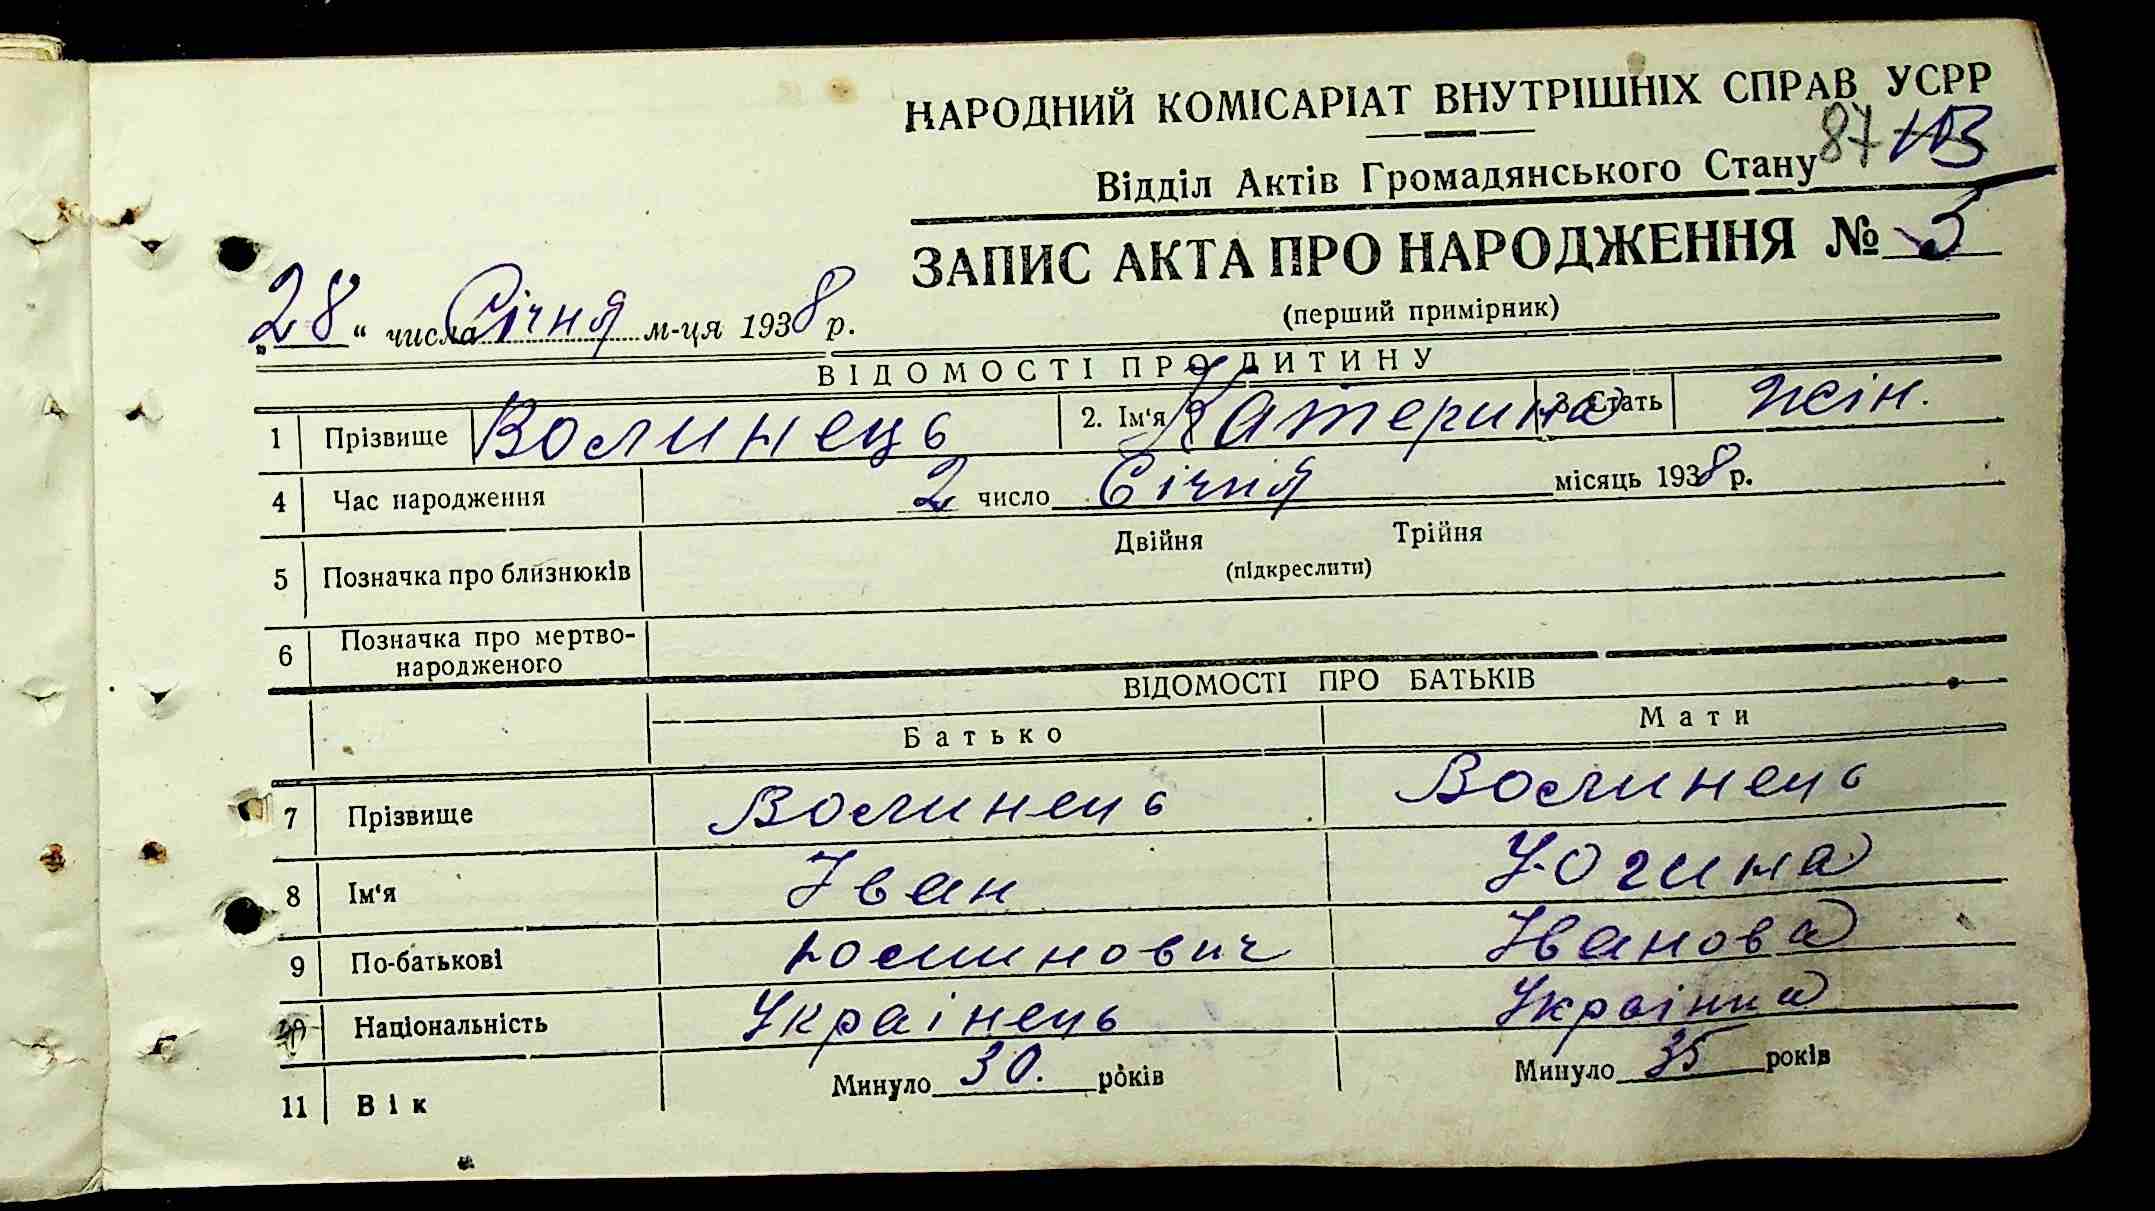 НАРОДНИЙ КОМІСАРІАТ ВНУТРІШНІХ СПРАВ УСРР
87
Відділ Актів Громадянського Стану
ЗАПИС АКТА ПРО НАРОДЖЕННЯ № 3
(перший примірник)
„28“ числа Січня м-ця 1938 р.
ВІДОМОСТІ ПРО ДИТИНУ
1 Прізвище Волинець 2. Ім'я Катерина 3. Стать жін.
4 Час народження 2 число Січня місяць 1938 р.
5 Позначка про близнюків Двійня Трійня
(підкреслити)
6 Позначка про мертво-
народженого
ВІДОМОСТІ ПРО БАТЬКІВ
Батько Мати
7 Прізвище Волинець Волинець
8 Ім'я Іван Югина
9 По-батькові Іванова
10 Національність Українець Українка
11 Вік Минуло 30. років Минуло 35 років